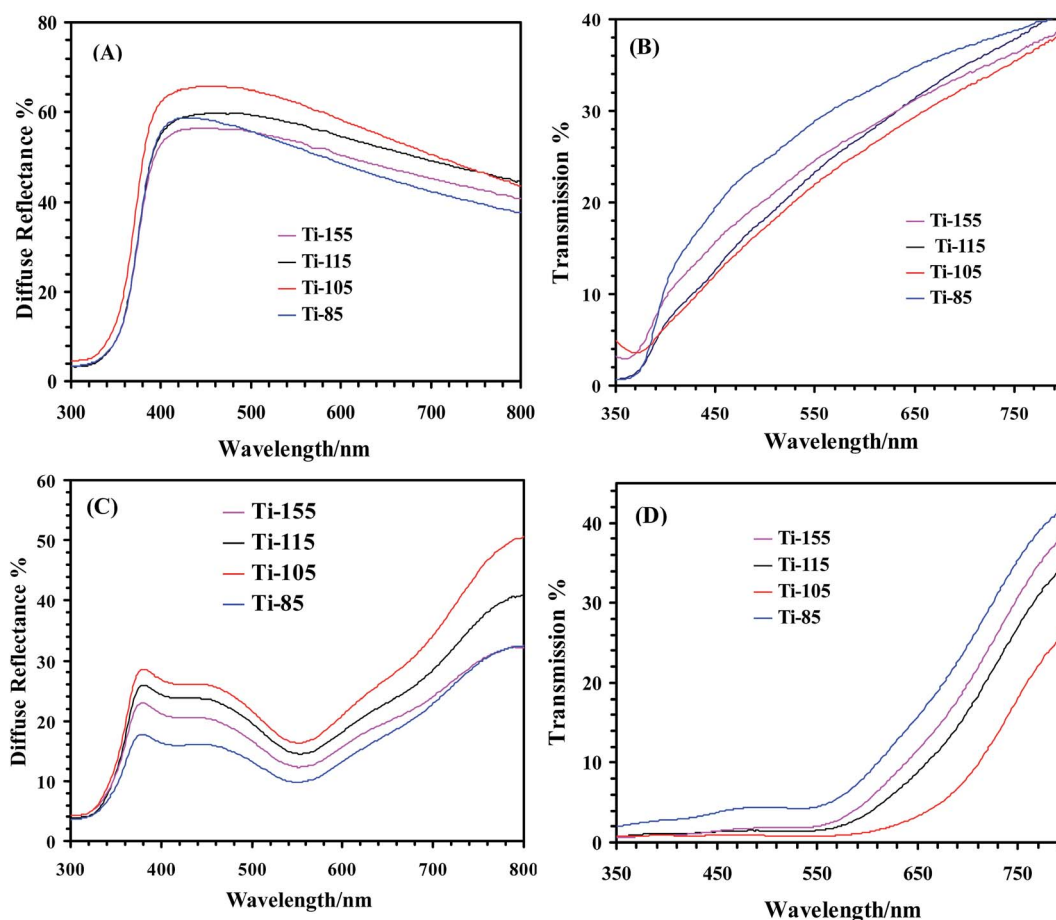 (A)
Diffuse Reflectance %
80
60
40
20
0
300 400 500 600 700 800
Wavelength/nm
Ti-155
Ti-115
Ti-105
Ti-85
(B)
Transmission %
40
30
20
10
0
350 450 550 650 750
Wavelength/nm
Ti-155
Ti-115
Ti-105
Ti-85
(C)
Diffuse Reflectance %
60
50
40
30
20
10
0
300 400 500 600 700 800
Wavelength/nm
Ti-155
Ti-115
Ti-105
Ti-85
(D)
Transmission %
40
30
20
10
0
350 450 550 650 750
Wavelength/nm
Ti-155
Ti-115
Ti-105
Ti-85